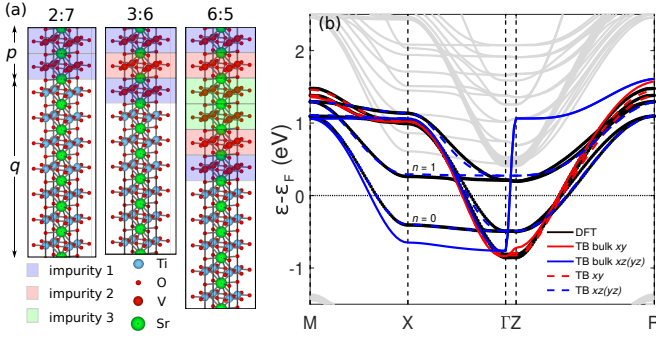 (a)
2:7 3:6 6:5
p
q
impurity 1
impurity 2
impurity 3
Ti
O
V
Sr
(b)
ε-ε_F (eV)
2
1
0
-1
n = 1
n = 0
DFT
TB bulk xy
TB bulk xz(yz)
TB xy
TB xz(yz)
M X Γ Z R